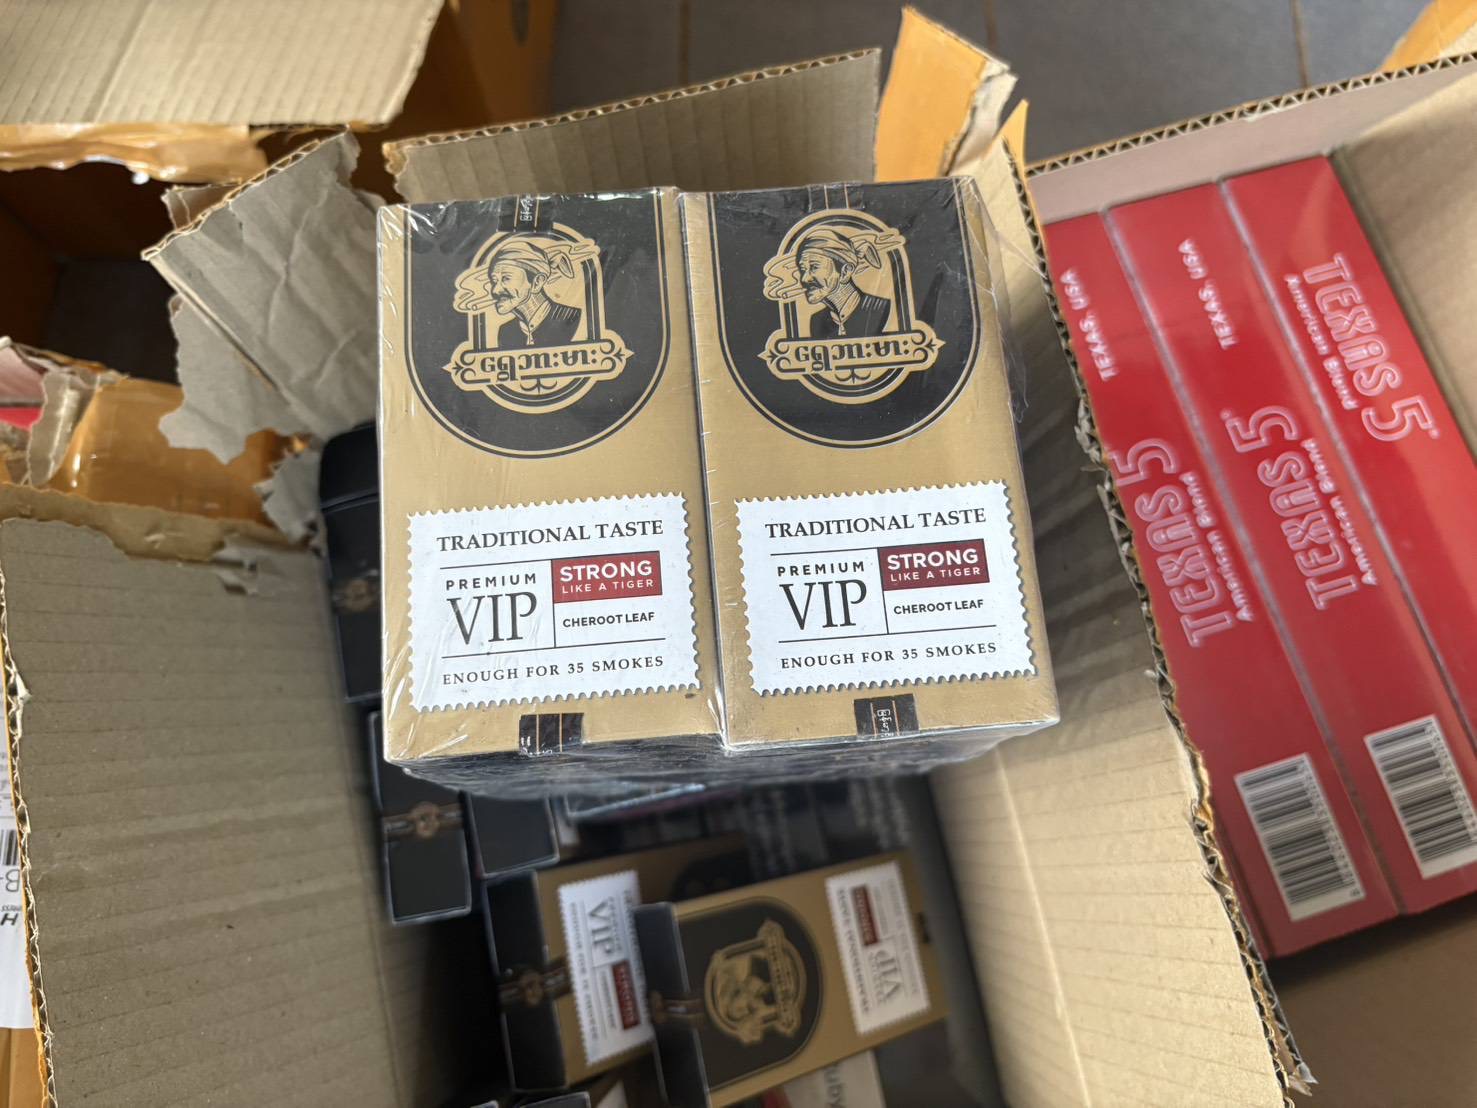 ရွှေဘားမား
TRADITIONAL TASTE
PREMIUM
VIP
STRONG
LIKE A TIGER
CHEROOT LEAF
ENOUGH FOR 35 SMOKES
ရွှေဘားမား
TRADITIONAL TASTE
PREMIUM
VIP
STRONG
LIKE A TIGER
CHEROOT LEAF
ENOUGH FOR 35 SMOKES
TEXAS, USA
TEXAS 5
American Blend
TEXAS, USA
TEXAS 5
American Blend
TEXAS 5
VIP
VIP